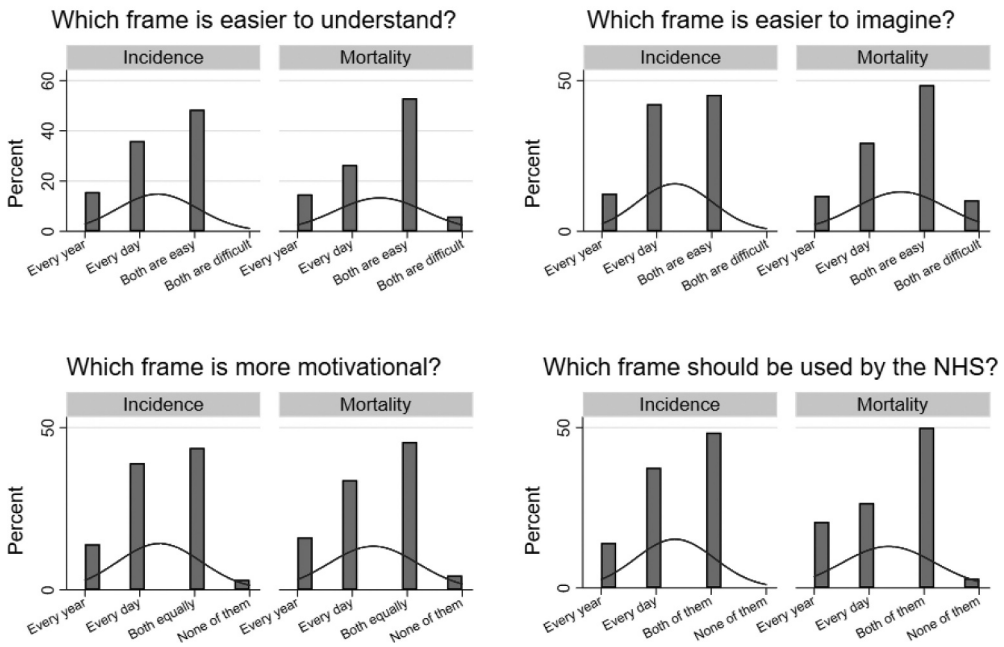 Which frame is easier to understand?
Incidence
Mortality
Percent
60
40
20
0
Every year
Every day
Both are easy
Both are difficult
Every year
Every day
Both are easy
Both are difficult
Which frame is easier to imagine?
Incidence
Mortality
Percent
50
0
Every year
Every day
Both are easy
Both are difficult
Every year
Every day
Both are easy
Both are difficult
Which frame is more motivational?
Incidence
Mortality
Percent
50
0
Every year
Every day
Both equally
None of them
Every year
Every day
Both equally
None of them
Which frame should be used by the NHS?
Incidence
Mortality
Percent
50
0
Every year
Every day
Both of them
None of them
Every year
Every day
Both of them
None of them